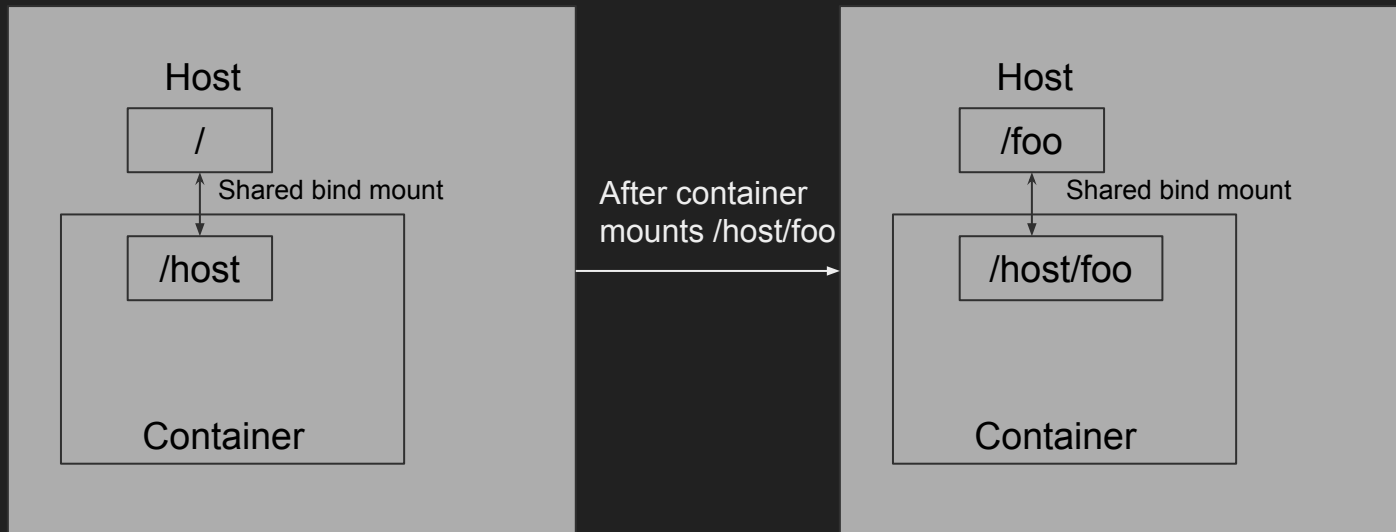 Host
/
Shared bind mount
/host
Container
After container
mounts /host/foo
Host
/foo
Shared bind mount
/host/foo
Container